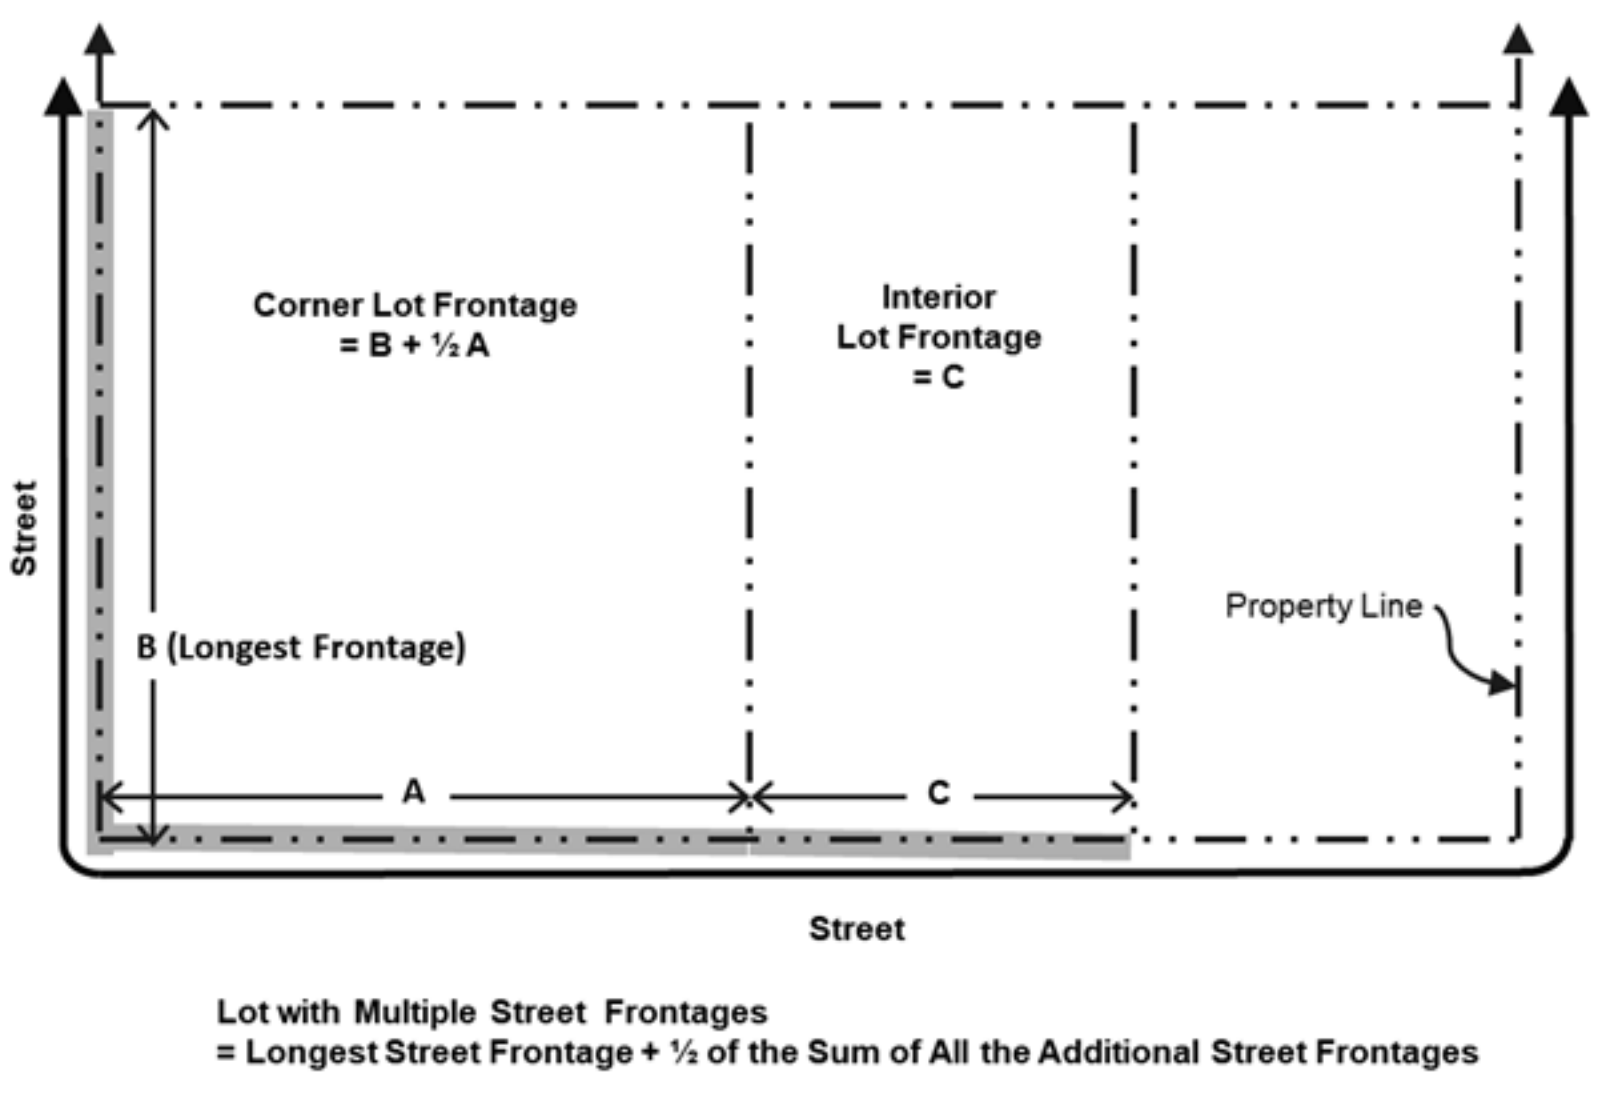 Corner Lot Frontage
= B + ½ A
Interior
Lot Frontage
= C
Street
Property Line
B (Longest Frontage)
A
C
Street
Lot with Multiple Street Frontages
= Longest Street Frontage + ½ of the Sum of All the Additional Street Frontages